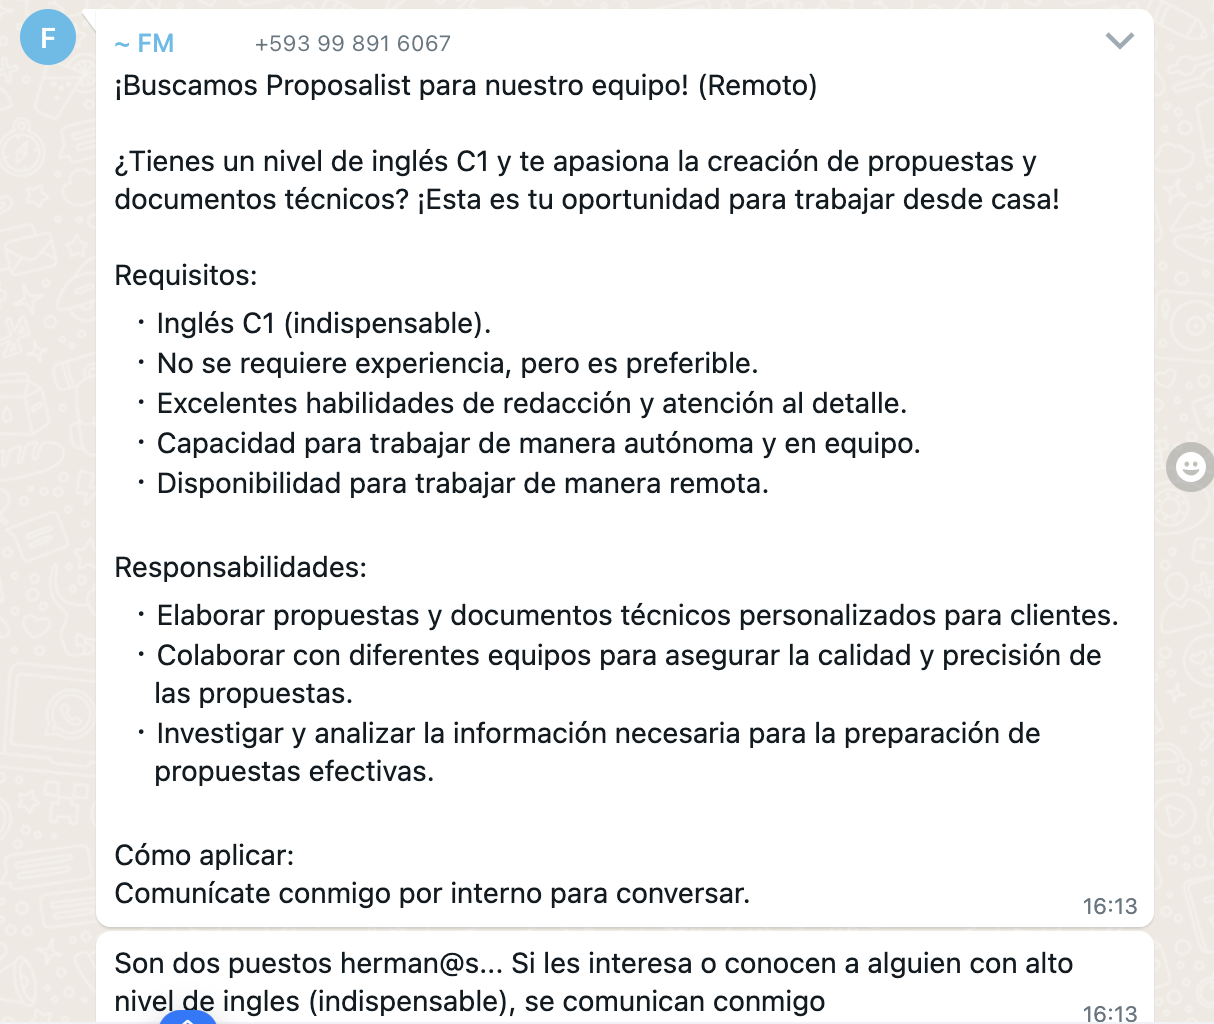 F
~ FM +593 99 891 6067
¡Buscamos Proposalist para nuestro equipo! (Remoto)
¿Tienes un nivel de inglés C1 y te apasiona la creación de propuestas y
documentos técnicos? ¡Esta es tu oportunidad para trabajar desde casa!
Requisitos:
· Inglés C1 (indispensable).
· No se requiere experiencia, pero es preferible.
· Excelentes habilidades de redacción y atención al detalle.
· Capacidad para trabajar de manera autónoma y en equipo.
· Disponibilidad para trabajar de manera remota.
Responsabilidades:
· Elaborar propuestas y documentos técnicos personalizados para clientes.
· Colaborar con diferentes equipos para asegurar la calidad y precisión de
las propuestas.
· Investigar y analizar la información necesaria para la preparación de
propuestas efectivas.
Cómo aplicar:
Comunícate conmigo por interno para conversar.
16:13
Son dos puestos herman@s... Si les interesa o conocen a alguien con alto
nivel de ingles (indispensable), se comunican conmigo
16:13